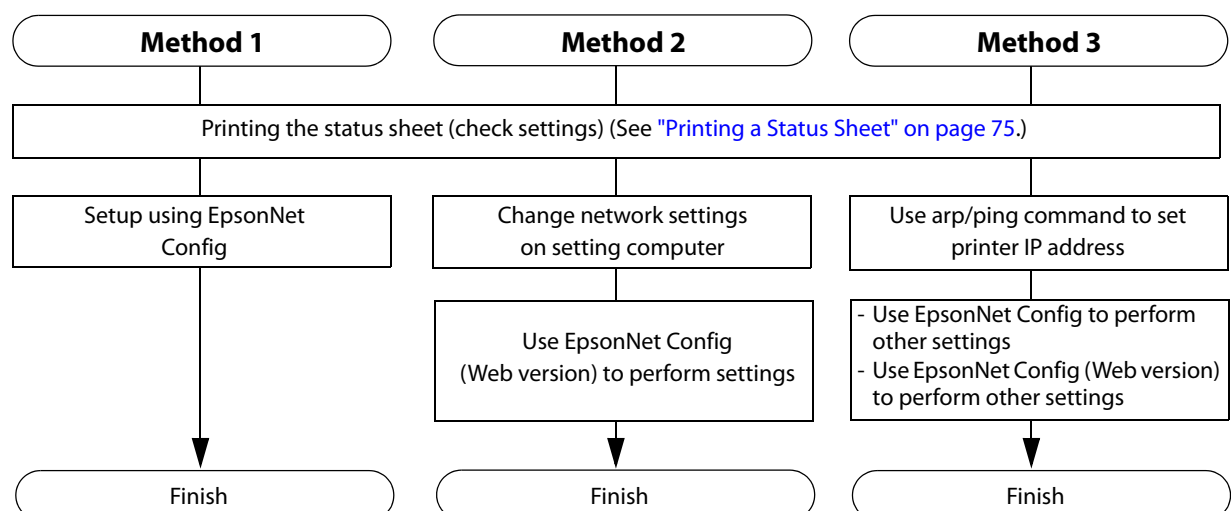 Method 1
Method 2
Method 3
Printing the status sheet (check settings) (See "Printing a Status Sheet" on page 75.)
Setup using EpsonNet
Config
Change network settings
on setting computer
Use arp/ping command to set
printer IP address
Use EpsonNet Config
(Web version) to perform settings
- Use EpsonNet Config to perform
other settings
- Use EpsonNet Config (Web version)
to perform other settings
Finish
Finish
Finish